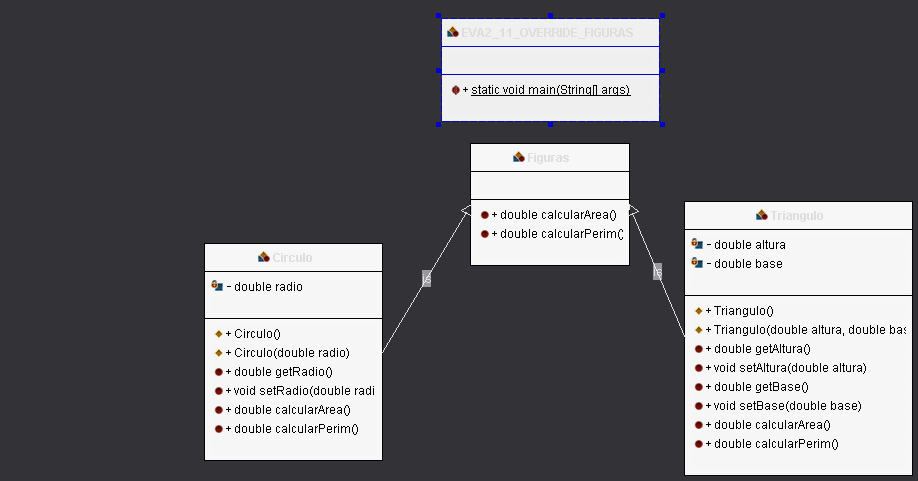 EVA2_11_OVERRIDE_FIGURAS
+ static void main(String[] args)
Figuras
+ double calcularArea()
+ double calcularPerim()
Is
Is
Circulo
- double radio
+ Circulo()
+ Circulo(double radio)
+ double getRadio()
+ void setRadio(double radi
+ double calcularArea()
+ double calcularPerim()
Triangulo
- double altura
- double base
+ Triangulo()
+ Triangulo(double altura, double bas
+ double getAltura()
+ void setAltura(double altura)
+ double getBase()
+ void setBase(double base)
+ double calcularArea()
+ double calcularPerim()